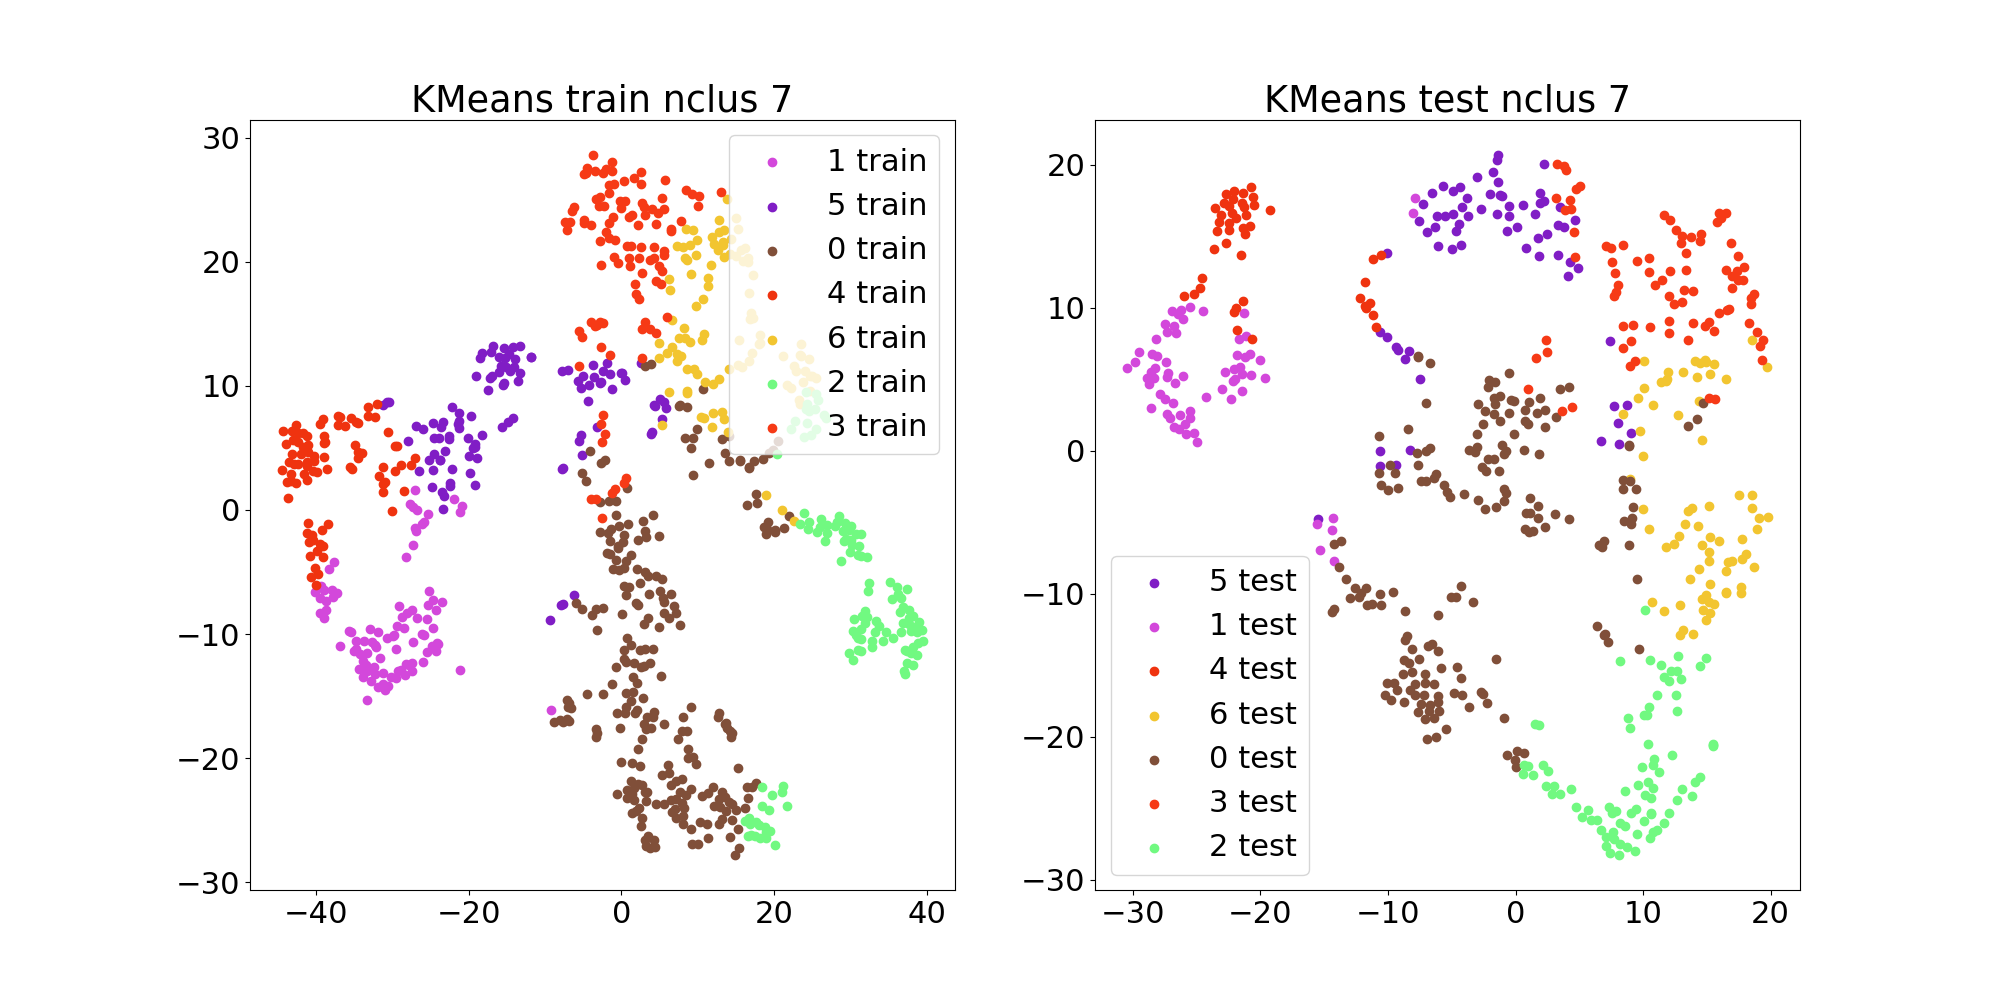 KMeans train nclus 7
30
20
10
0
−10
−20
−30
−40
−20
0
20
40
1 train
5 train
0 train
4 train
6 train
2 train
3 train
KMeans test nclus 7
20
10
0
−10
−20
−30
−30
−20
−10
0
10
20
5 test
1 test
4 test
6 test
0 test
3 test
2 test